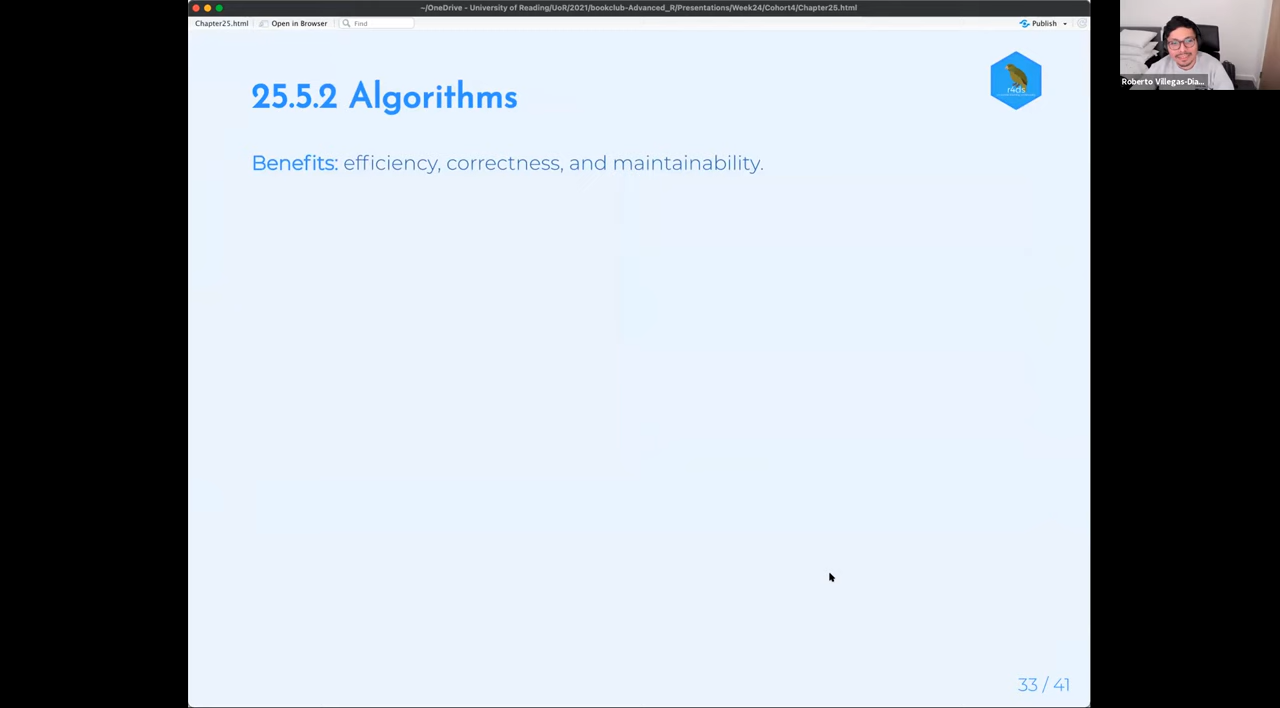 ~/OneDrive - University of Reading/UoR/2021/bookclub-Advanced_R/Presentations/Week24/Cohort4/Chapter25.html
Chapter25.html
Open in Browser
Find
Publish
Roberto Villegas-Dia...
25.5.2 Algorithms
r4ds
Benefits: efficiency, correctness, and maintainability.
33 / 41